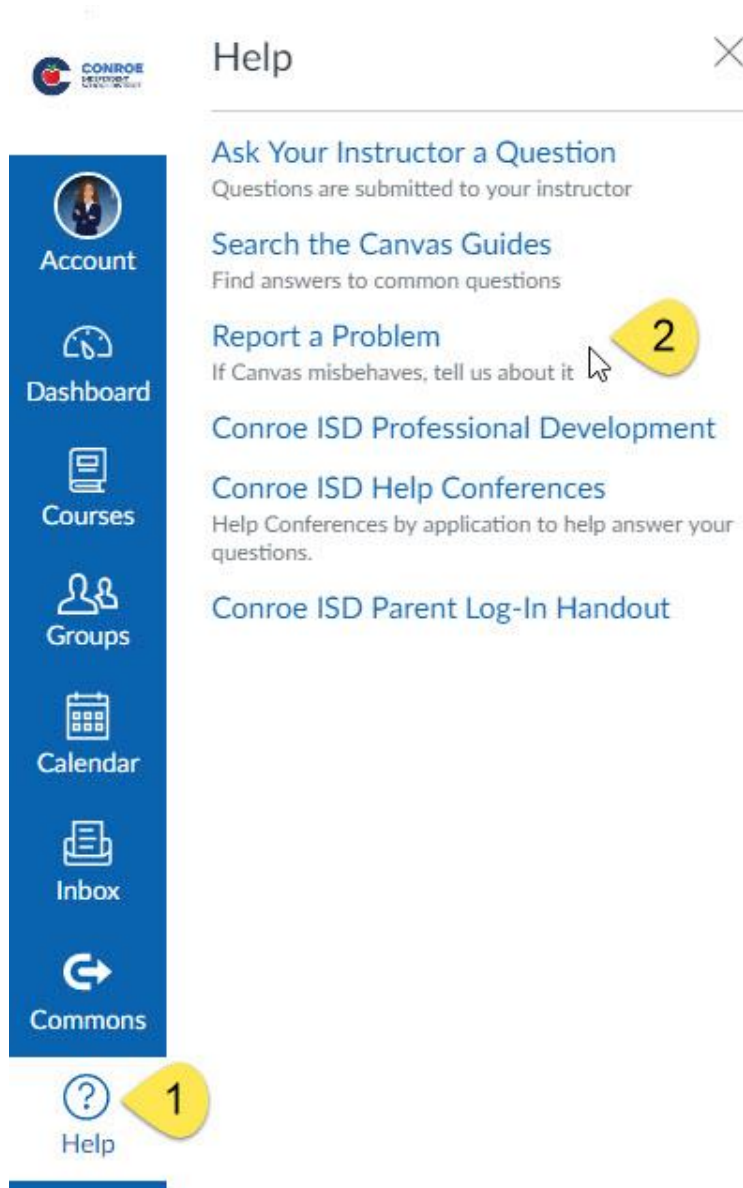 CONROE
INDEPENDENT
SCHOOL DISTRICT
Help
Ask Your Instructor a Question
Questions are submitted to your instructor
Search the Canvas Guides
Find answers to common questions
Report a Problem
If Canvas misbehaves, tell us about it
2
Conroe ISD Professional Development
Conroe ISD Help Conferences
Help Conferences by application to help answer your
questions.
Conroe ISD Parent Log-In Handout
Account
Dashboard
Courses
Groups
Calendar
Inbox
Commons
?
1
Help